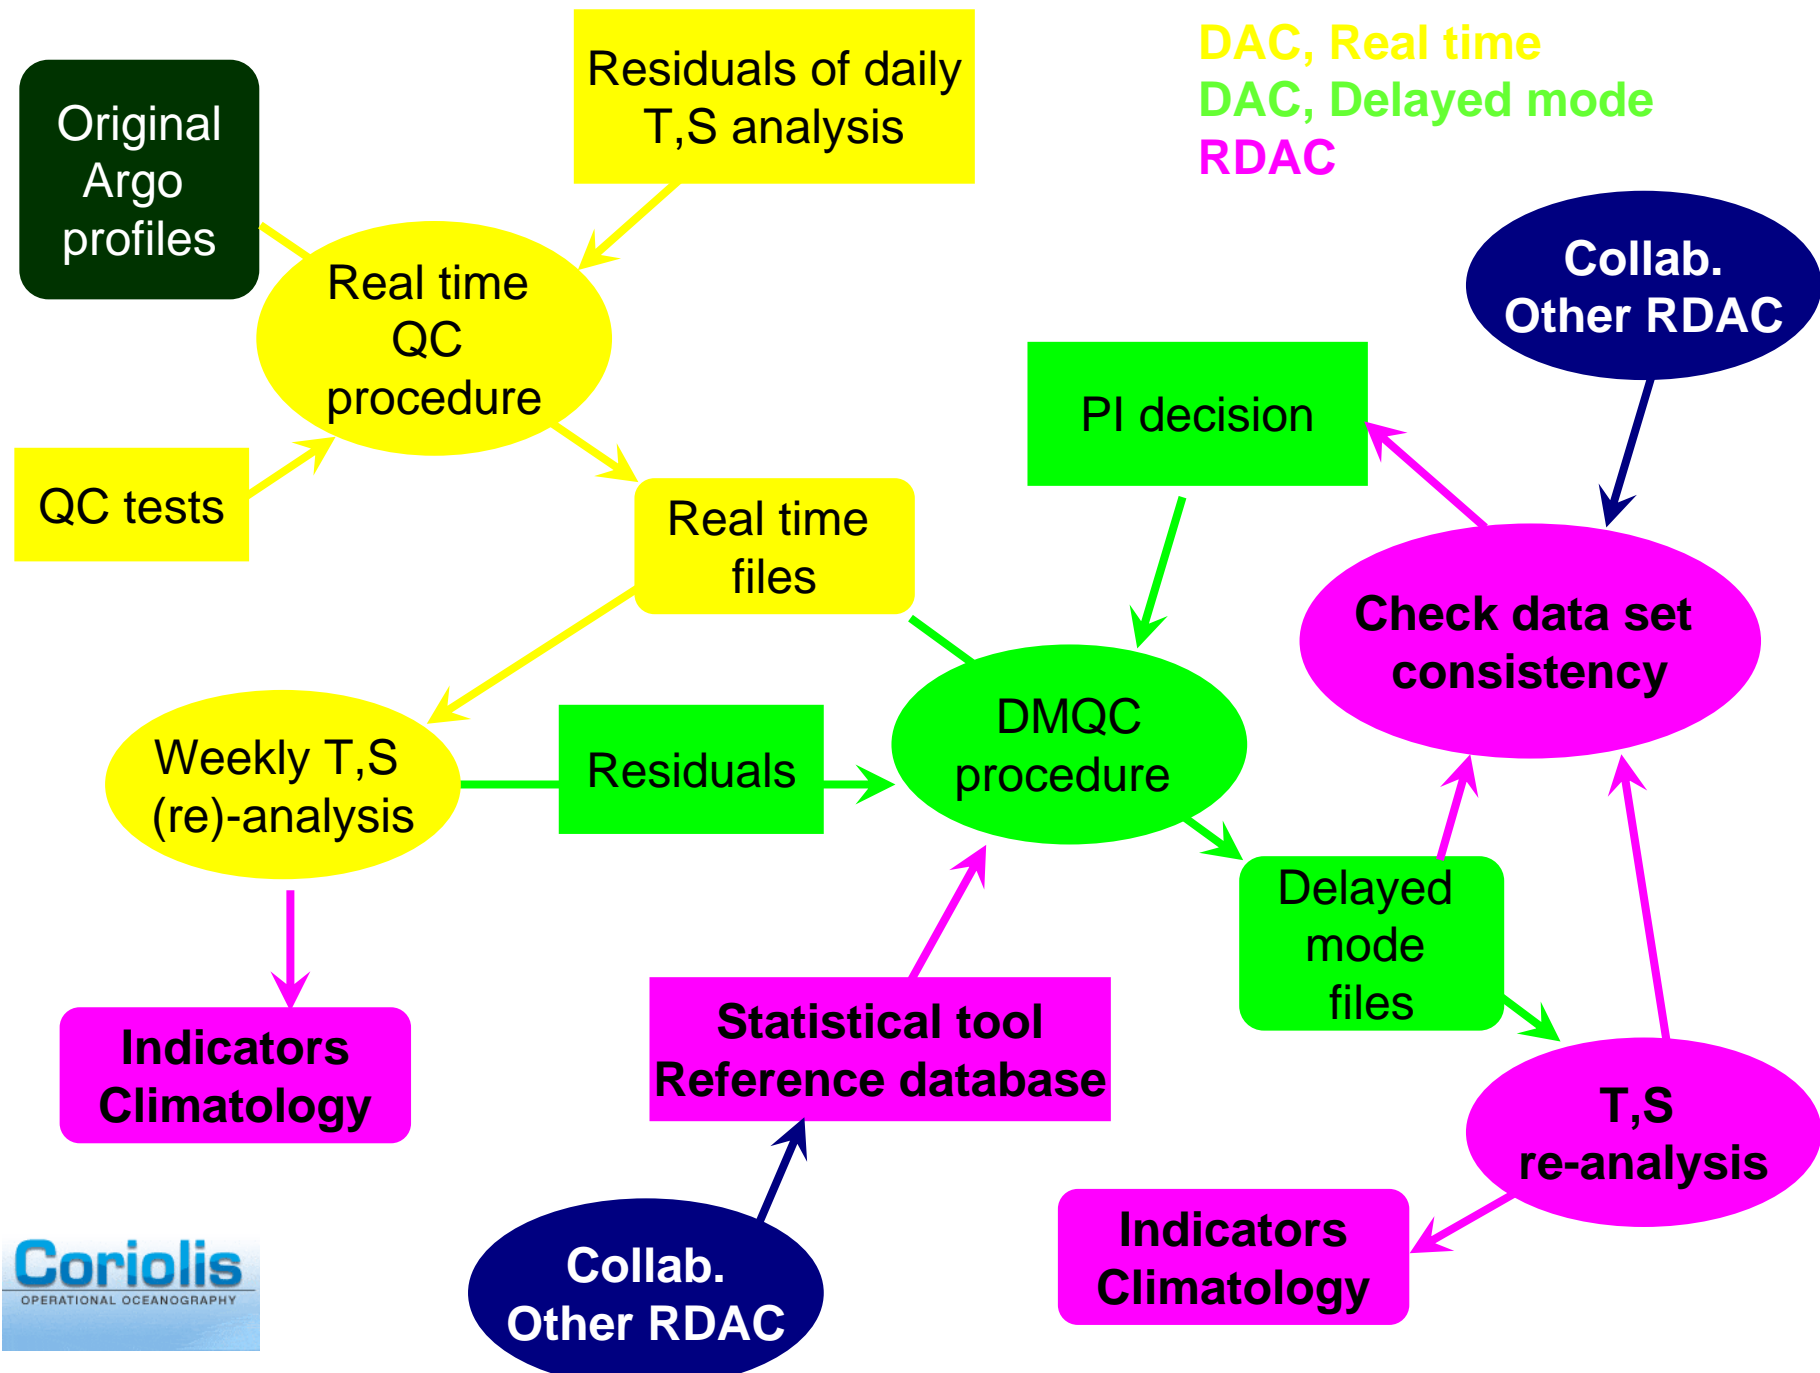 Original
Argo
profiles
Residuals of daily
T,S analysis
DAC, Real time
DAC, Delayed mode
RDAC
Collab.
Other RDAC
Real time
QC
procedure
PI decision
QC tests
Real time
files
Check data set
consistency
Weekly T,S
(re)-analysis
Residuals
DMQC
procedure
Delayed
mode
files
Indicators
Climatology
Statistical tool
Reference database
T,S
re-analysis
Indicators
Climatology
Collab.
Other RDAC
Coriolis
OPERATIONAL OCEANOGRAPHY